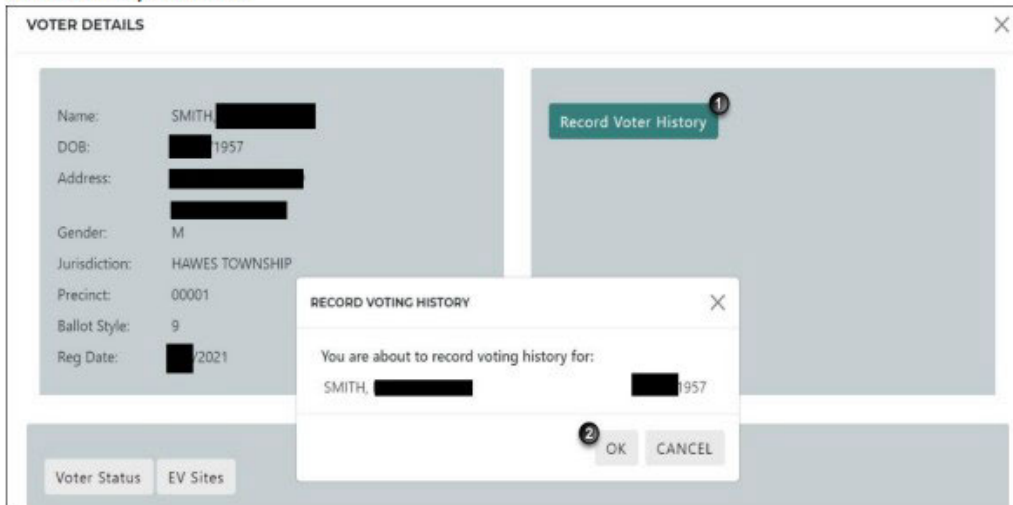 VOTER DETAILS
Record Voter History
1
Name: SMITH,
DOB: 1957
Address:
Gender: M
Jurisdiction: HAWES TOWNSHIP
Precinct: 00001
Ballot Style: 9
Reg Date: /2021
RECORD VOTING HISTORY
You are about to record voting history for:
SMITH, 1957
2
OK CANCEL
Voter Status EV Sites